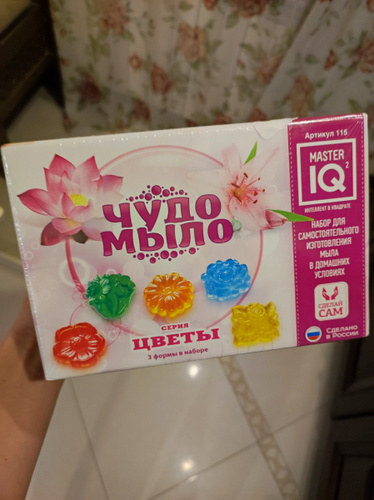 Артикул 115
MASTER
IQ²
ИНТЕЛЛЕКТ В КВАДРАТЕ
НАБОР ДЛЯ
САМОСТОЯТЕЛЬНОГО
ИЗГОТОВЛЕНИЯ
МЫЛА
В ДОМАШНИХ
УСЛОВИЯХ
СДЕЛАЙ
САМ
СДЕЛАНО
В РОССИИ
ЧУДО
МЫЛО
СЕРИЯ
ЦВЕТЫ
3 формы в наборе